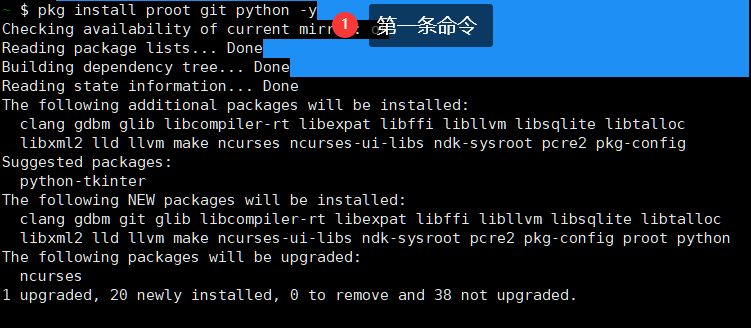 ~ $ pkg install proot git python -y
1 第一条命令
Checking availability of current mirror: ok
Reading package lists... Done
Building dependency tree... Done
Reading state information... Done
The following additional packages will be installed:
  clang gdbm glib libcompiler-rt libexpat libffi libllvm libsqlite libtalloc
  libxml2 lld llvm make ncurses ncurses-ui-libs ndk-sysroot pcre2 pkg-config
Suggested packages:
  python-tkinter
The following NEW packages will be installed:
  clang gdbm git glib libcompiler-rt libexpat libffi libllvm libsqlite libtalloc
  libxml2 lld llvm make ncurses-ui-libs ndk-sysroot pcre2 pkg-config proot python
The following packages will be upgraded:
  ncurses
1 upgraded, 20 newly installed, 0 to remove and 38 not upgraded.